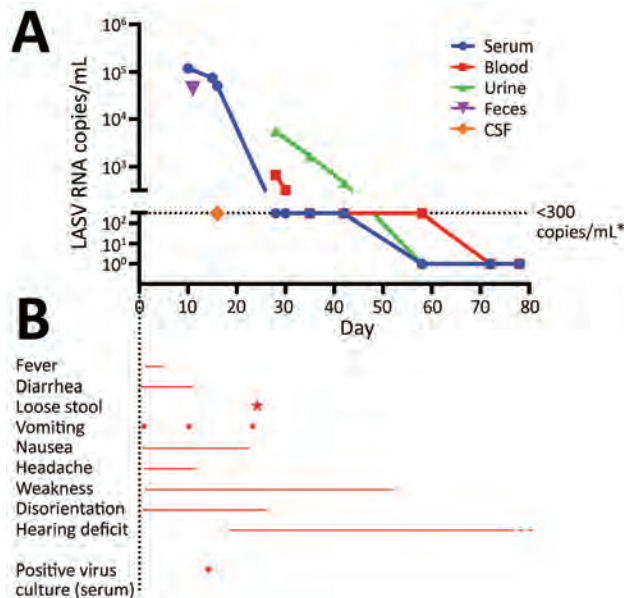 A
10⁶
10⁵
10⁴
10³
10²
10¹
10⁰
LASV RNA copies/mL
Serum
Blood
Urine
Feces
CSF
<300
copies/mL*
0 10 20 30 40 50 60 70 80
Day
B
Fever
Diarrhea
Loose stool
Vomiting
Nausea
Headache
Weakness
Disorientation
Hearing deficit
Positive virus
culture (serum)